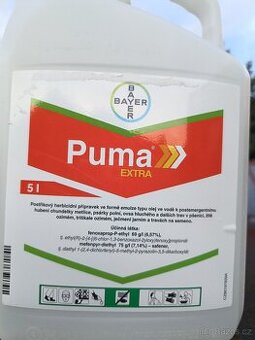 BAYER
BAYER
Puma
EXTRA
5 l
Postřikový herbicidní přípravek ve formě emulze typu olej ve vodě k postemergentnímu
hubení chundelky metlice, psárky polní, ovsa hluchého a dalších trav v pšenici, žitě
ozimém, tritikale ozimém, ječmeni jarním a travách na semeno.
Účinná látka:
fenoxaprop-P-ethyl 69 g/l (6,57%),
mefenpyr-diethyl 75 g/l (7,14%) – safener,